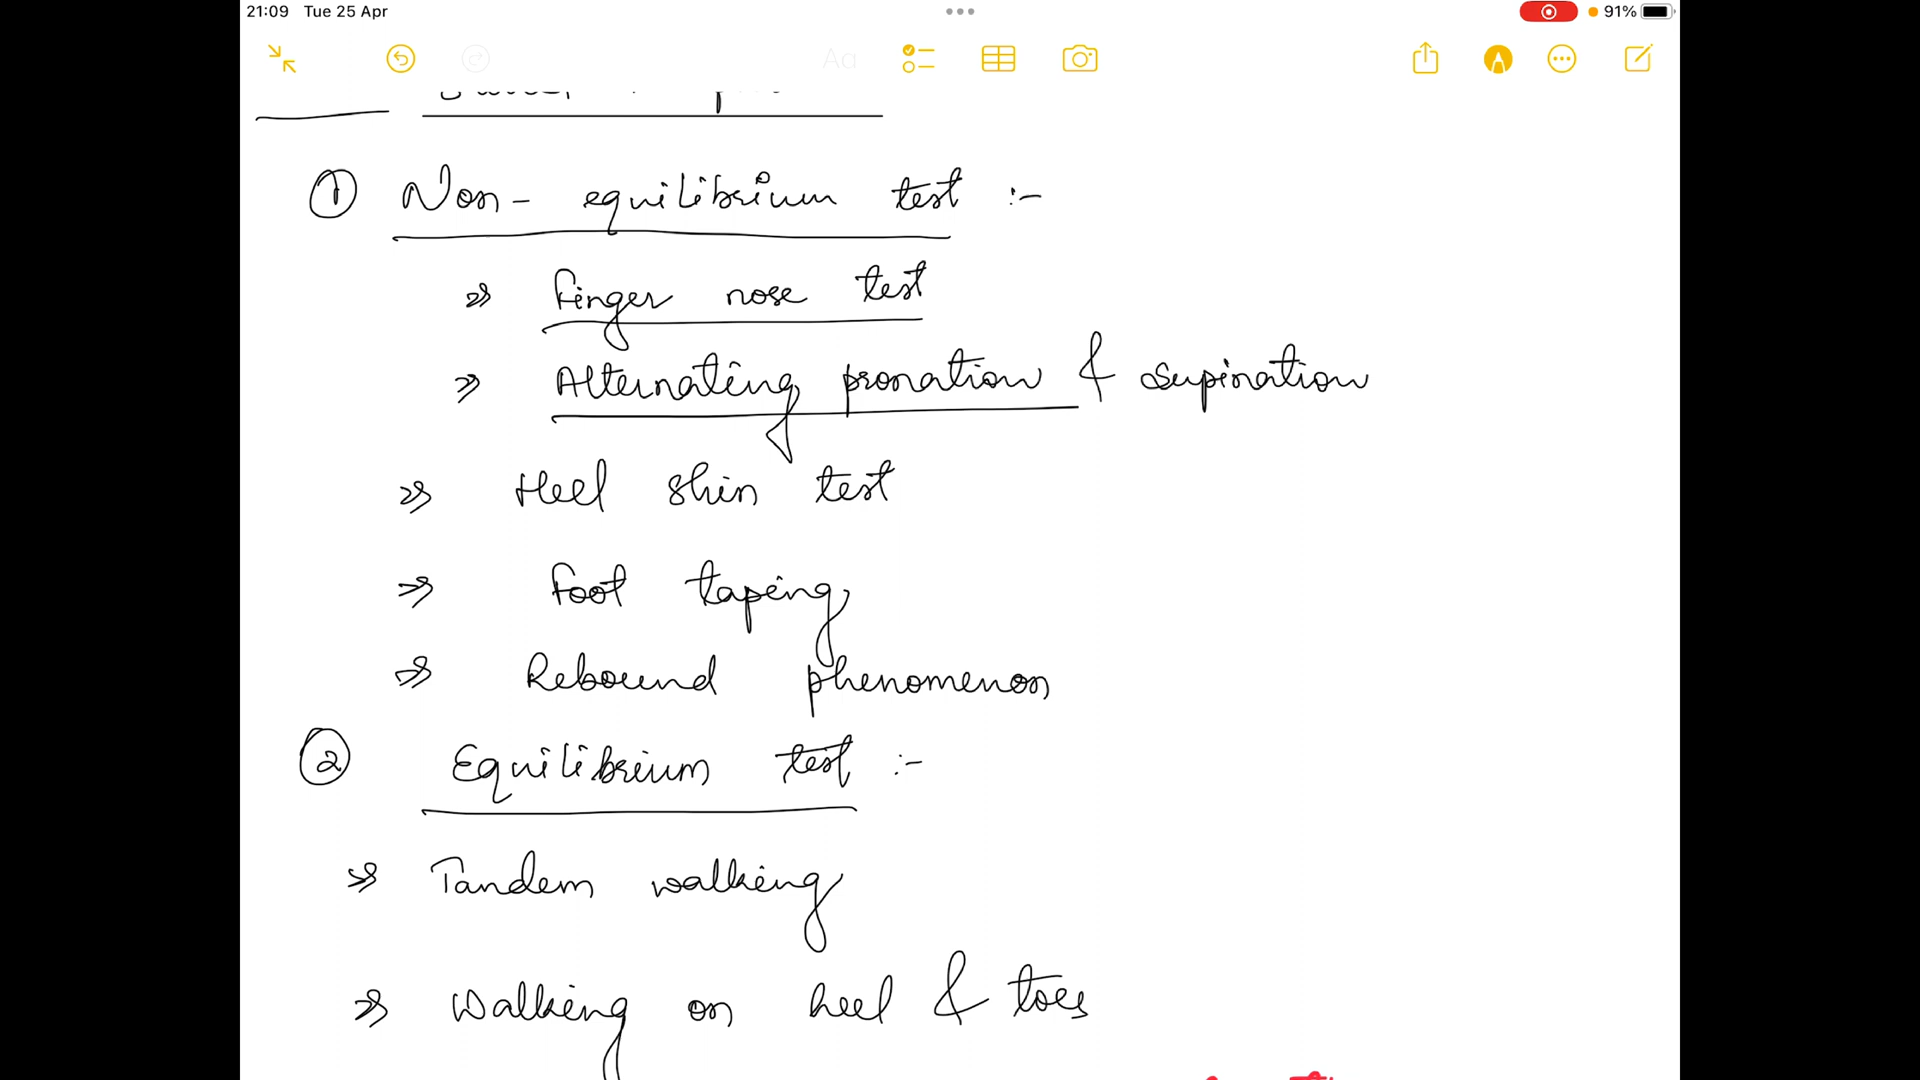 21:09 Tue 25 Apr
91%
Aa
① Non- equilibrium test :-
⇒ Finger nose test
⇒ Alternating pronation & supination
⇒ Heel shin test
⇒ Foot taping
⇒ Rebound phenomenon
② Equilibrium test :-
⇒ Tandem walking
⇒ Walking on heel & toes